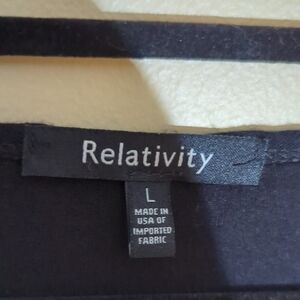 Relativity
L
MADE IN
USA OF
IMPORTED
FABRIC